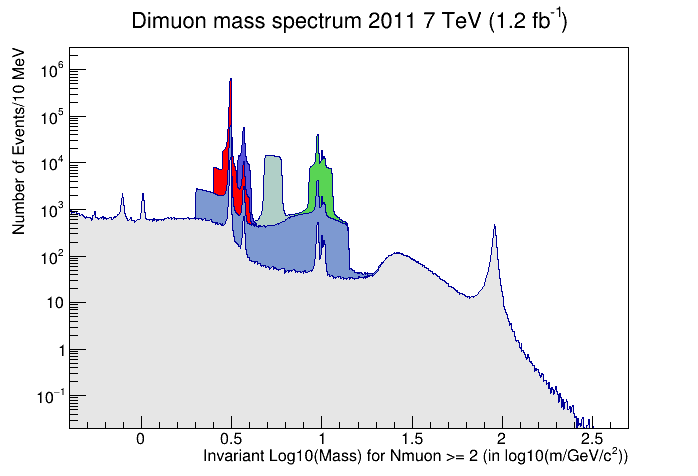 Dimuon mass spectrum 2011 7 TeV (1.2 fb⁻¹)
Number of Events/10 MeV
10⁶
10⁵
10⁴
10³
10²
10
1
10⁻¹
0 0.5 1 1.5 2 2.5
Invariant Log10(Mass) for Nmuon >= 2 (in log10(m/GeV/c²))